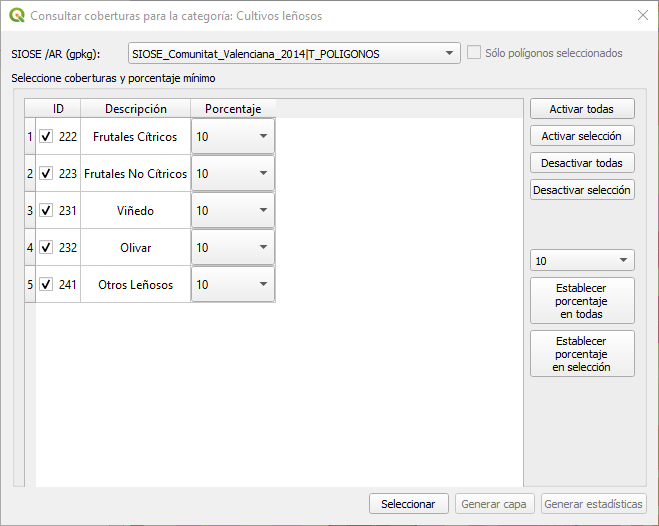 Consultar coberturas para la categoría: Cultivos leñosos
SIOSE /AR (gpkg): SIOSE_Comunitat_Valenciana_2014|T_POLIGONOS Sólo polígonos seleccionados
Seleccione coberturas y porcentaje mínimo
ID Descripción Porcentaje
1 222 Frutales Cítricos 10
2 223 Frutales No Cítricos 10
3 231 Viñedo 10
4 232 Olivar 10
5 241 Otros Leñosos 10
Activar todas
Activar selección
Desactivar todas
Desactivar selección
10
Establecer
porcentaje
en todas
Establecer
porcentaje
en selección
Seleccionar Generar capa Generar estadísticas